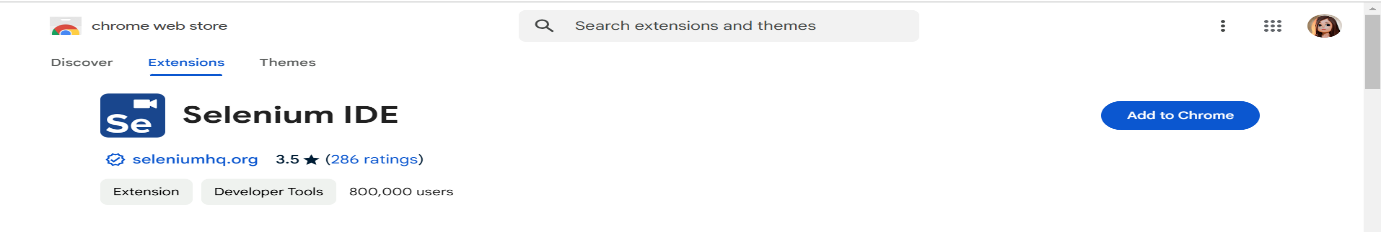 chrome web store
Search extensions and themes
Discover Extensions Themes
Se
Selenium IDE
Add to Chrome
seleniumhq.org 3.5 ★ (286 ratings)
Extension Developer Tools 800,000 users